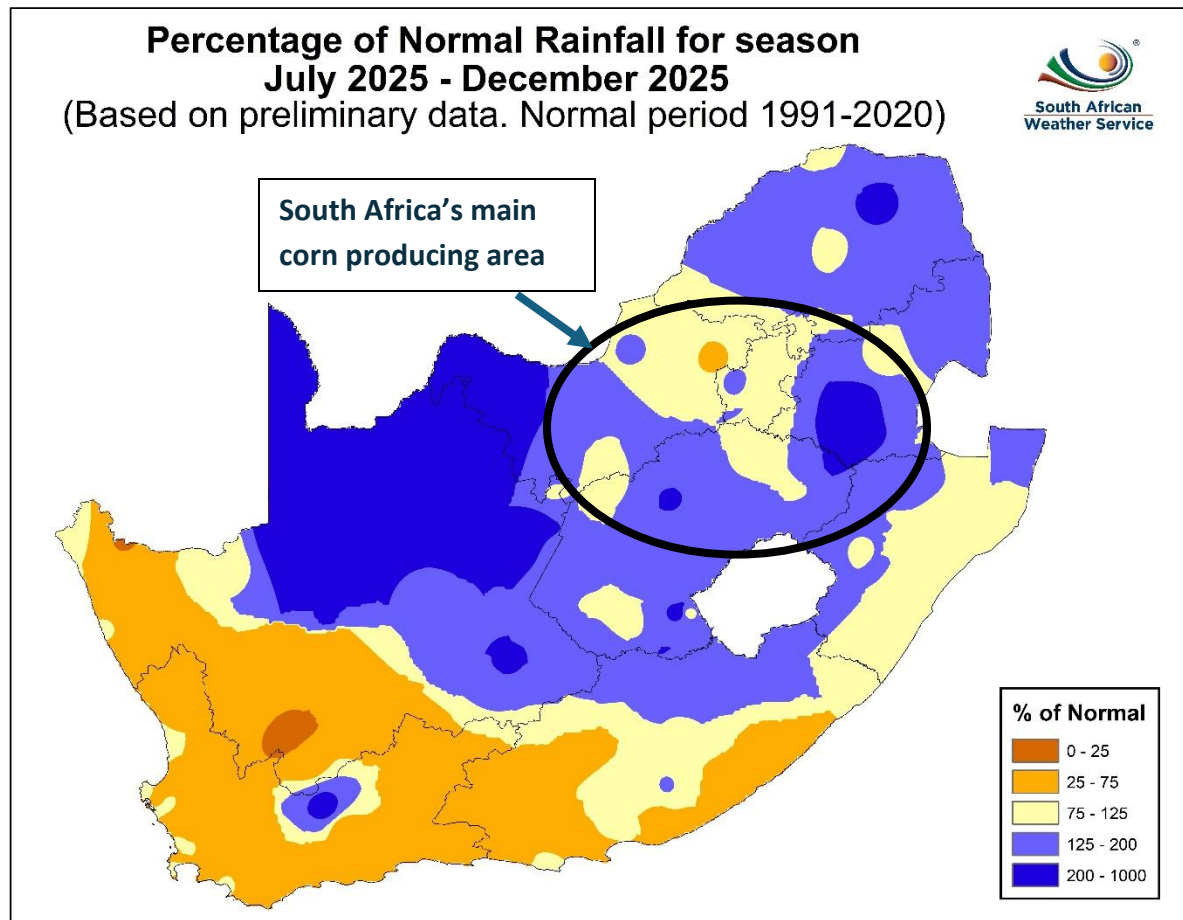 Percentage of Normal Rainfall for season
July 2025 - December 2025
(Based on preliminary data. Normal period 1991-2020)
®
South African
Weather Service
South Africa’s main
corn producing area
% of Normal
0 - 25
25 - 75
75 - 125
125 - 200
200 - 1000